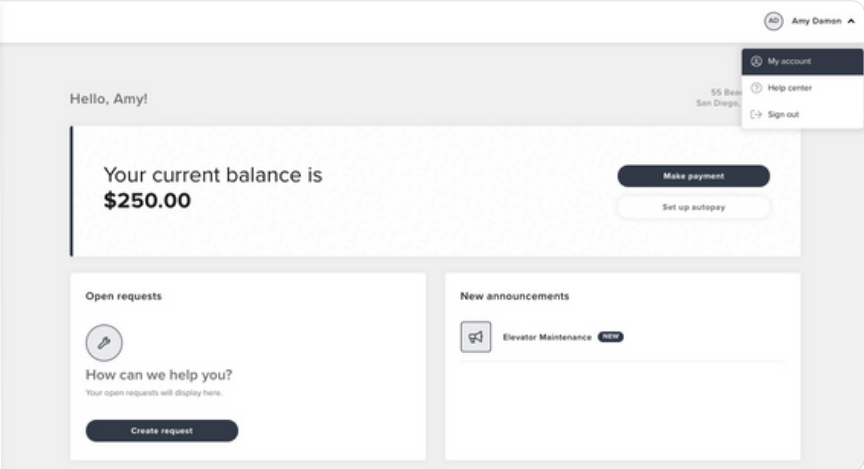 AD Amy Damon
My account
Help center
Sign out
Hello, Amy!
55
San Diego,
Your current balance is
$250.00
Make payment
Set up autopay
Open requests
How can we help you?
Your open requests will display here.
Create request
New announcements
Elevator Maintenance NEW